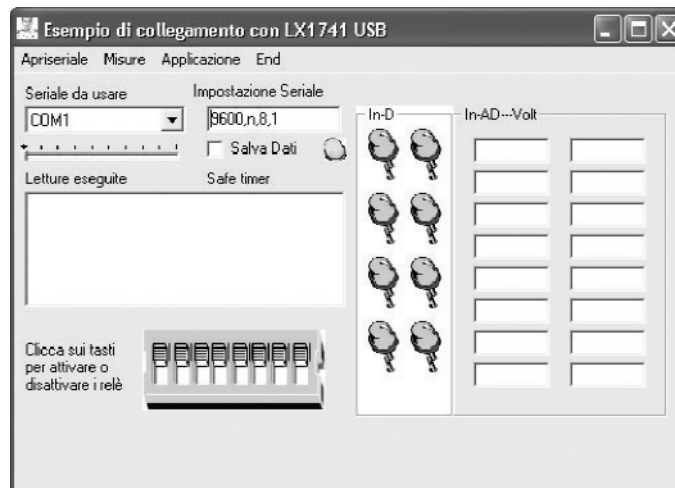 Esempio di collegamento con LX1741 USB
Apriseriale Misure Applicazione End
Seriale da usare
Impostazione Seriale
COM1
9600,n,8,1
Salva Dati
Letture eseguite
Safe timer
In-D
In-AD---Volt
Clicca sui tasti
per attivare o
disattivare i relè